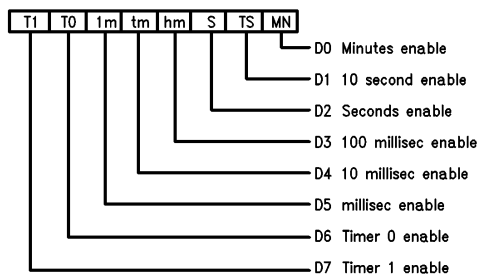 T1 T0 1m tm hm S TS MN
D0 Minutes enable
D1 10 second enable
D2 Seconds enable
D3 100 millisec enable
D4 10 millisec enable
D5 millisec enable
D6 Timer 0 enable
D7 Timer 1 enable